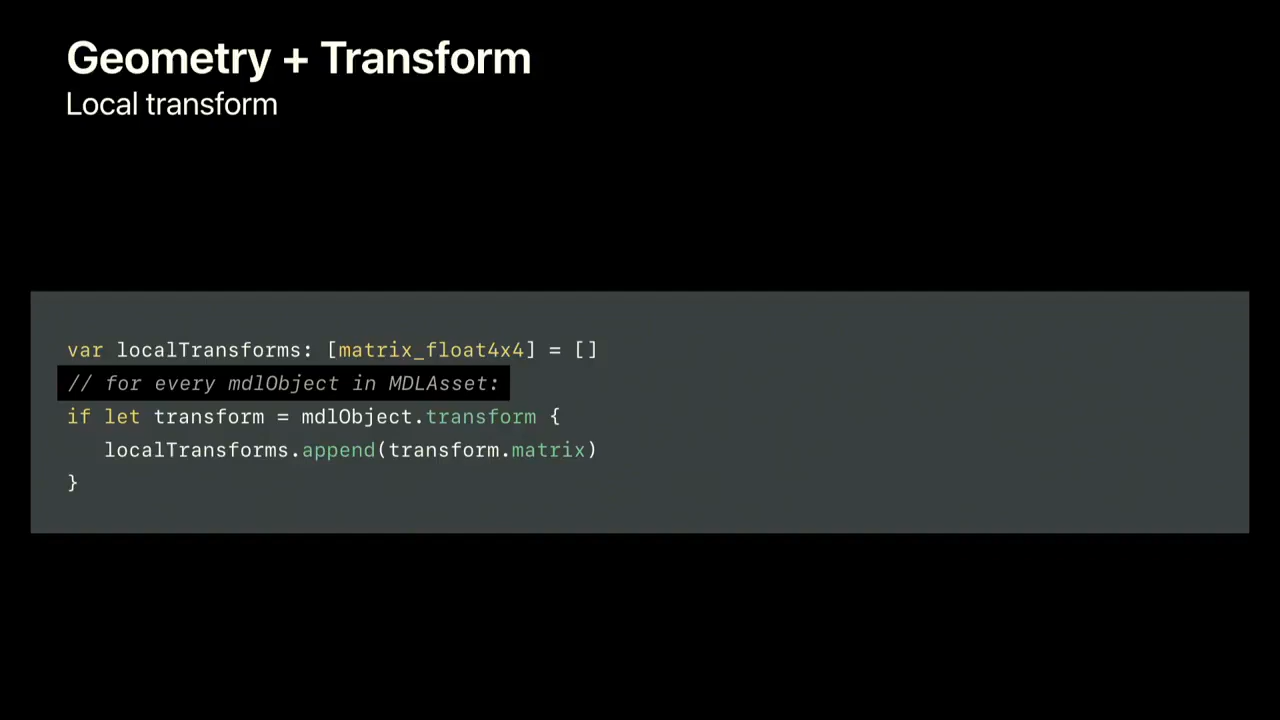 Geometry + Transform
Local transform
var localTransforms: [matrix_float4x4] = []
// for every mdlObject in MDLAsset:
if let transform = mdlObject.transform {
   localTransforms.append(transform.matrix)
}